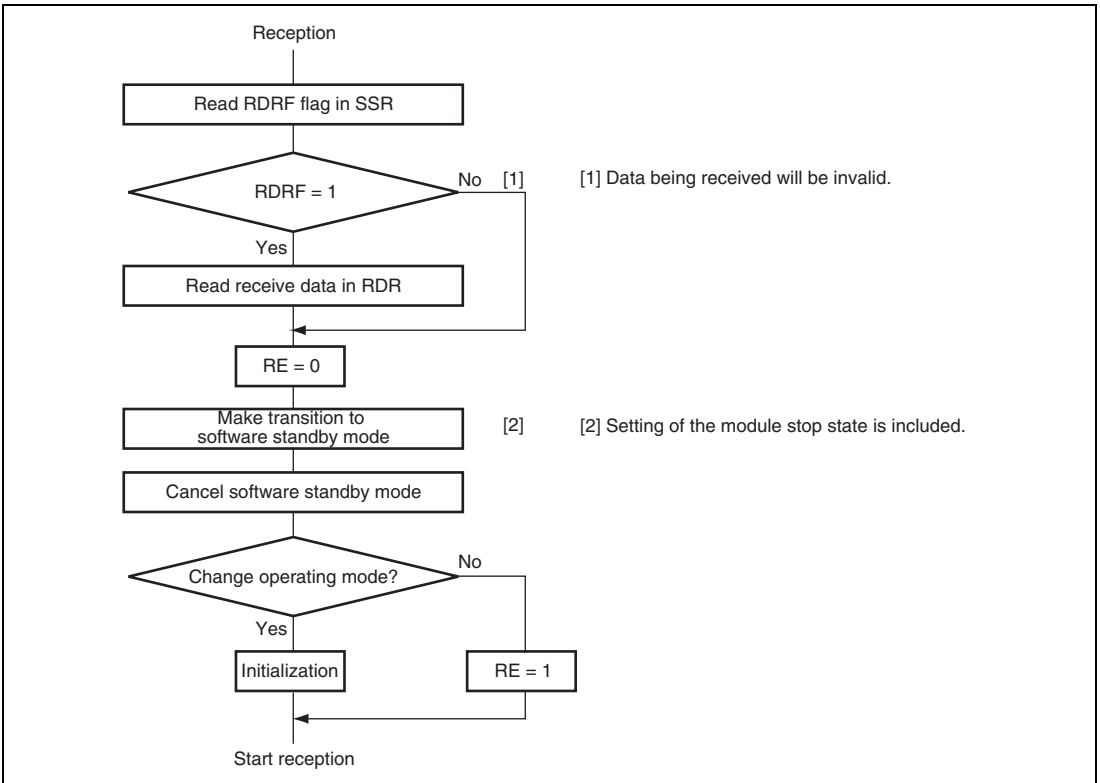 Reception
Read RDRF flag in SSR
RDRF = 1
No
[1]
[1] Data being received will be invalid.
Yes
Read receive data in RDR
RE = 0
Make transition to
software standby mode
[2]
[2] Setting of the module stop state is included.
Cancel software standby mode
Change operating mode?
No
Yes
Initialization
RE = 1
Start reception